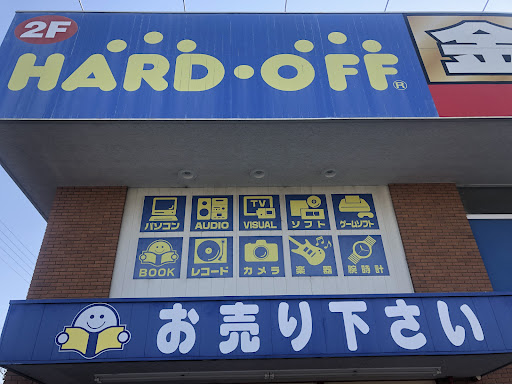 2F
HARD・OFF®
金
パソコン AUDIO VISUAL ソフト ゲームソフト
TV
BOOK レコード カメラ 楽器 腕時計
お売り下さい